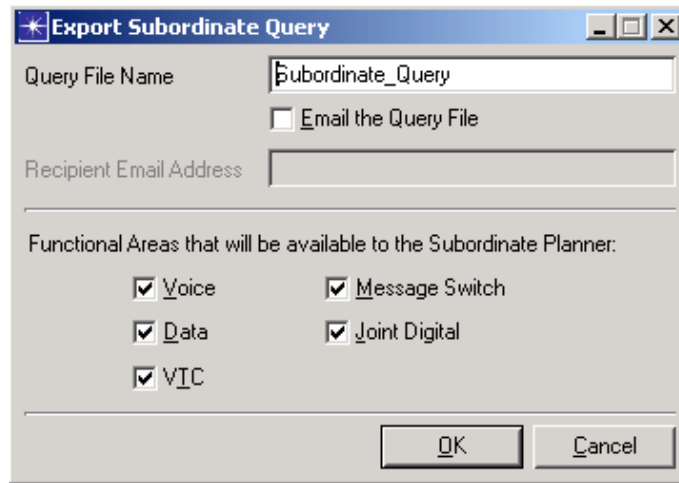 Export Subordinate Query
Query File Name Subordinate_Query
Email the Query File
Recipient Email Address
Functional Areas that will be available to the Subordinate Planner:
Voice Message Switch
Data Joint Digital
VTC
OK Cancel